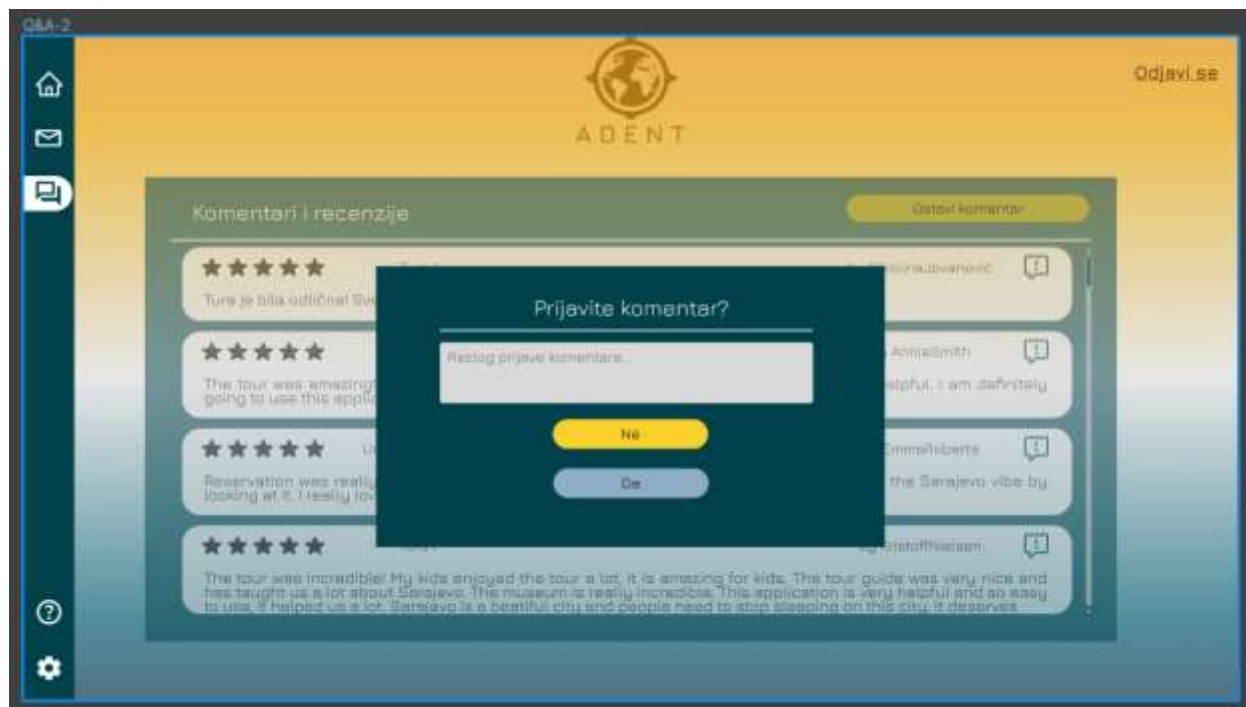 Q&A-2
Odjavi se
ADENT
Komentari i recenzije
Ostavi komentar
Tura je bila odlična! Sve
AnnieSmith
The tour was amazing!
elpful, I am definitely
going to use this applic
EmmaRoberts
Reservation was really
the Sarajevo vibe by
looking at it. I really lov
The tour was incredible! My kids enjoyed the tour a lot, it is amazing for kids. The tour guide was very nice and
has taught us a lot about Sarajevo. The museum is really incredible. This application is very helpful and so easy
to use, it helped us a lot. Sarajevo is a beatiful city and people need to stop sleeping on this city, it deserves
Prijavite komentar?
Razlog prijave komentara...
Ne
Da